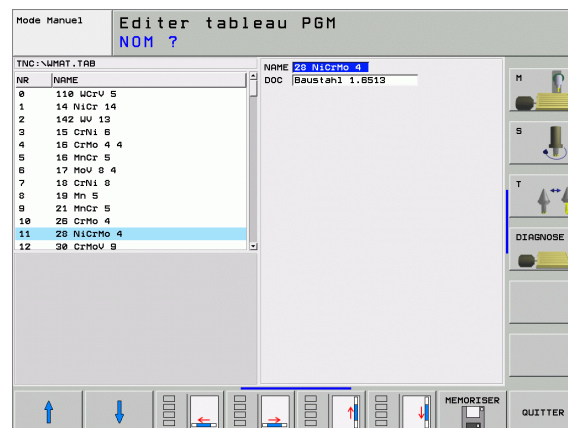 Mode Manuel
Editer tableau PGM
NOM ?
TNC:\WMAT.TAB
NR NAME
0 110 WCrV 5
1 14 NiCr 14
2 142 WV 13
3 15 CrNi 6
4 16 CrMo 4 4
5 16 MnCr 5
6 17 MoV 8 4
7 18 CrNi 8
8 19 Mn 5
9 21 MnCr 5
10 26 CrMo 4
11 28 NiCrMo 4
12 30 CrMoV 9
NAME 28 NiCrMo 4
DOC Baustahl 1.6513
M
S
T
DIAGNOSE
MEMORISER
QUITTER